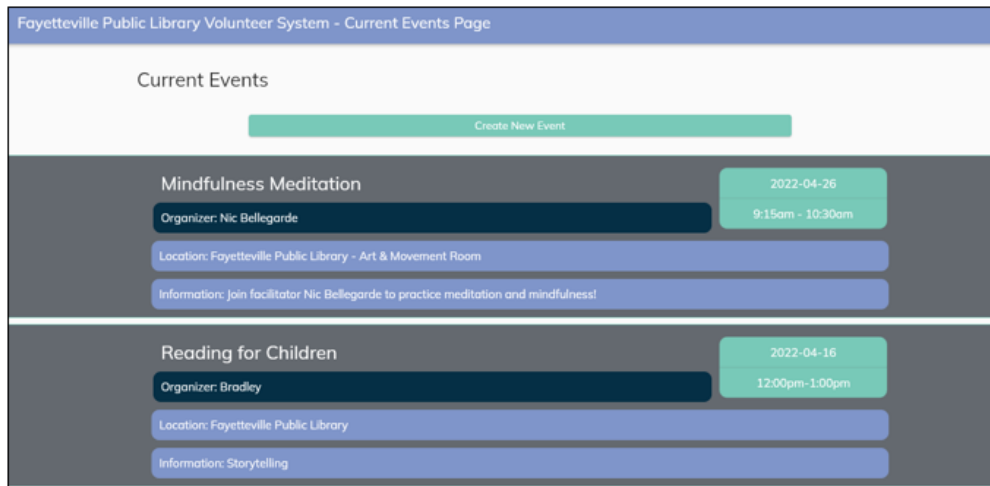 Fayetteville Public Library Volunteer System - Current Events Page
Current Events
Create New Event
Mindfulness Meditation
2022-04-26
Organizer: Nic Bellegarde
9:15am - 10:30am
Location: Fayetteville Public Library - Art & Movement Room
Information: Join facilitator Nic Bellegarde to practice meditation and mindfulness!
Reading for Children
2022-04-16
Organizer: Bradley
12:00pm-1:00pm
Location: Fayetteville Public Library
Information: Storytelling